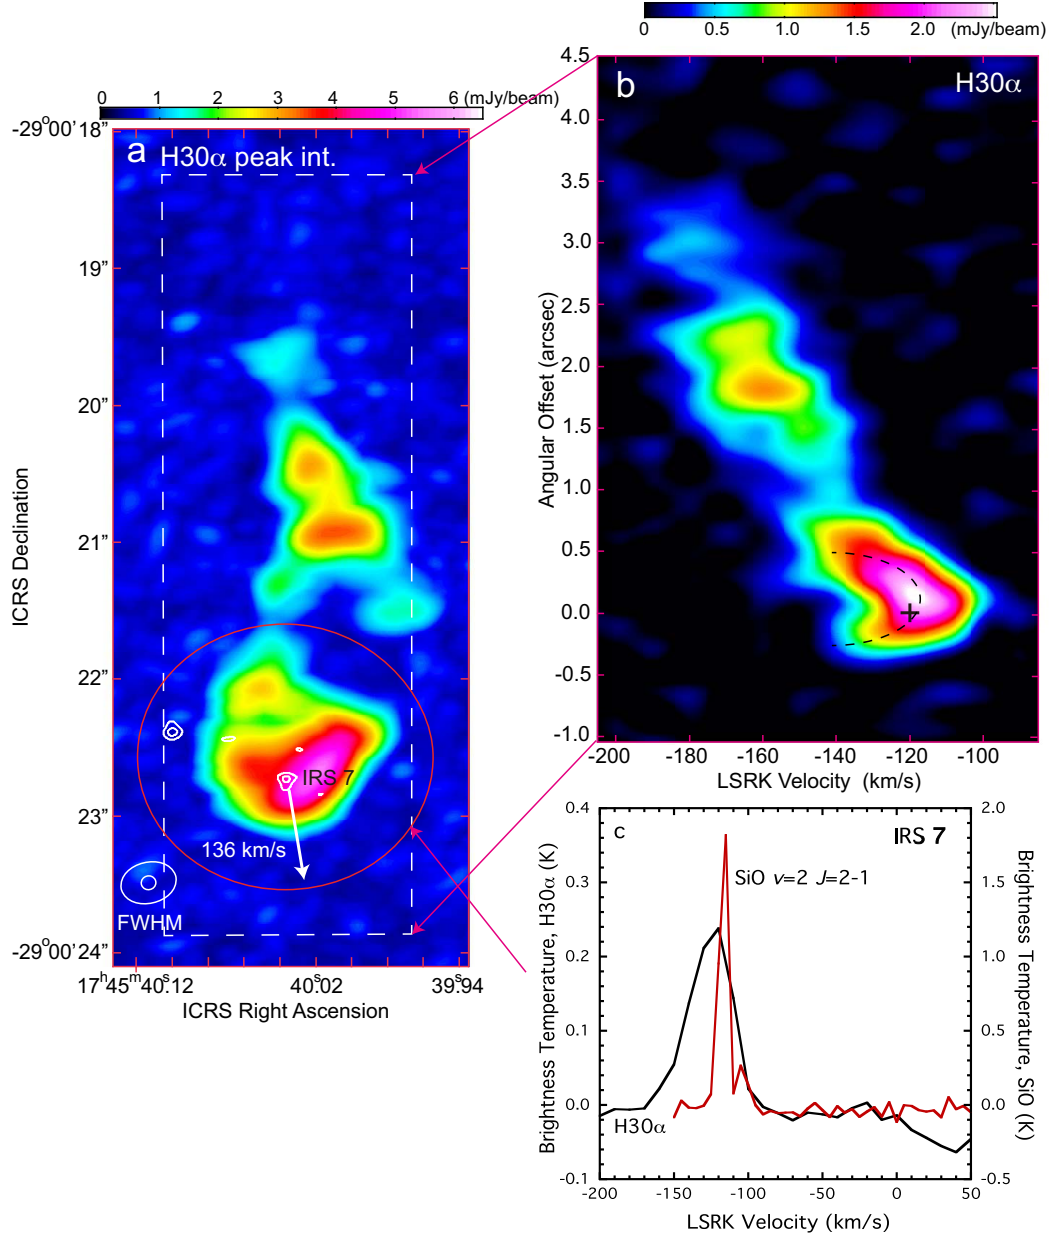 0 0.5 1.0 1.5 2.0 (mJy/beam)
0 1 2 3 4 5 6 (mJy/beam)
a H30α peak int.
-29°00'18”
19”
20”
21”
22”
23”
-29°00'24”
ICRS Declination
IRS 7
136 km/s
FWHM
17ʰ45ᵐ40ˢ.12 40ˢ.02 39.94
ICRS Right Ascension
b H30α
4.5
4.0
3.5
3.0
2.5
2.0
1.5
1.0
0.5
0.0
-0.5
-1.0
Angular Offset (arcsec)
-200 -180 -160 -140 -120 -100
LSRK Velocity (km/s)
c IRS 7
SiO v=2 J=2-1
H30α
0.4
0.3
0.2
0.1
0.0
-0.1
Brightness Temperature, H30α (K)
2.0
1.5
1.0
0.5
0.0
-0.5
Brightness Temperature, SiO (K)
-200 -150 -100 -50 0 50
LSRK Velocity (km/s)